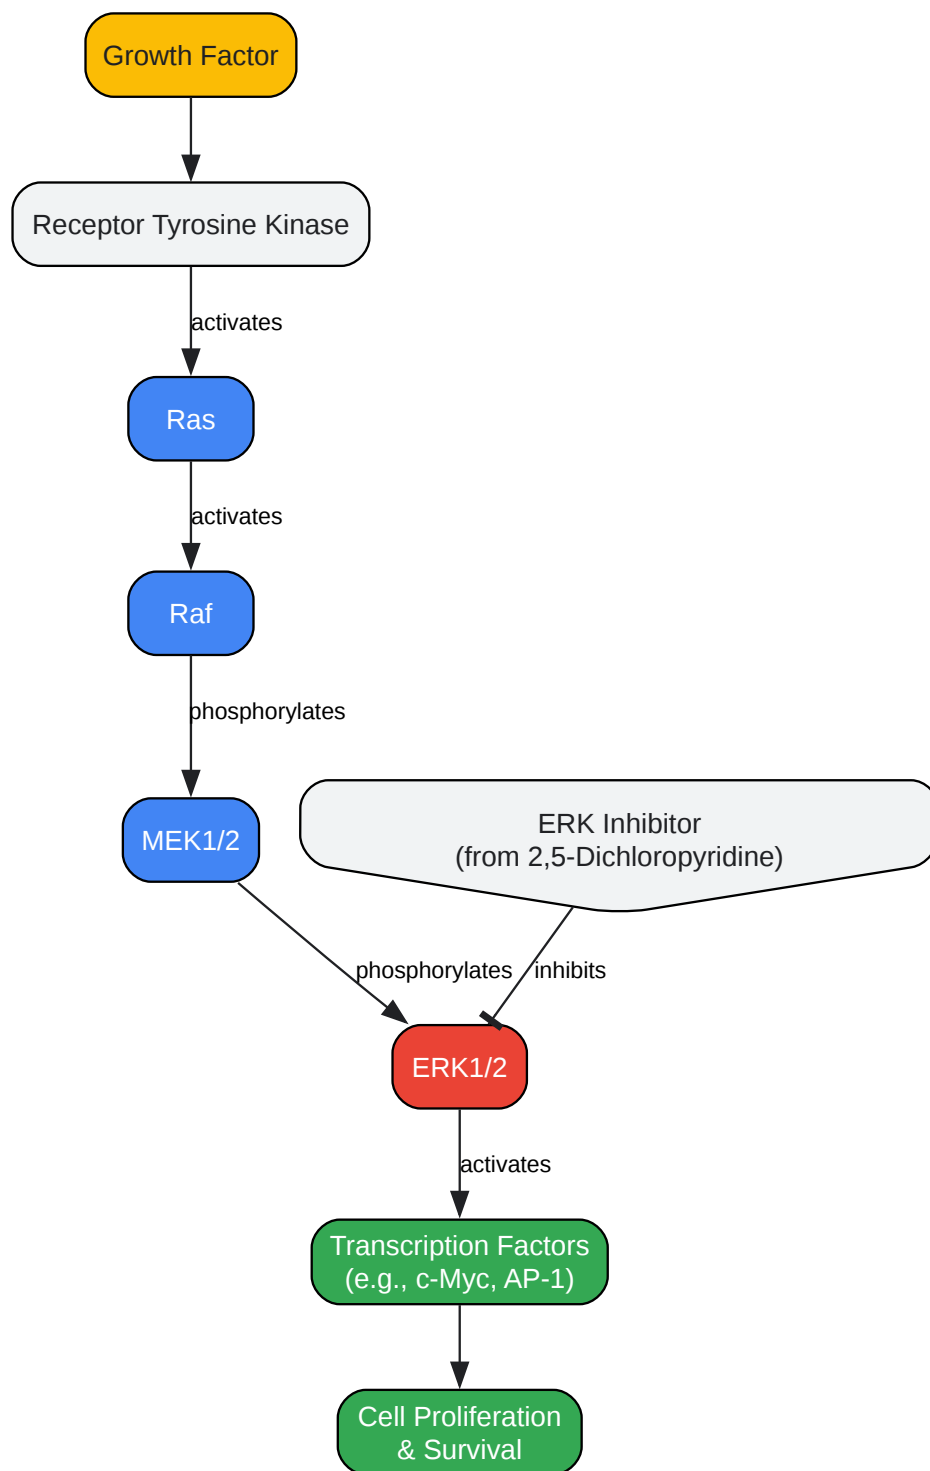 Growth Factor
Receptor Tyrosine Kinase
activates
Ras
activates
Raf
phosphorylates
MEK1/2
ERK Inhibitor
(from 2,5-Dichloropyridine)
phosphorylates
inhibits
ERK1/2
activates
Transcription Factors
(e.g., c-Myc, AP-1)
Cell Proliferation
& Survival